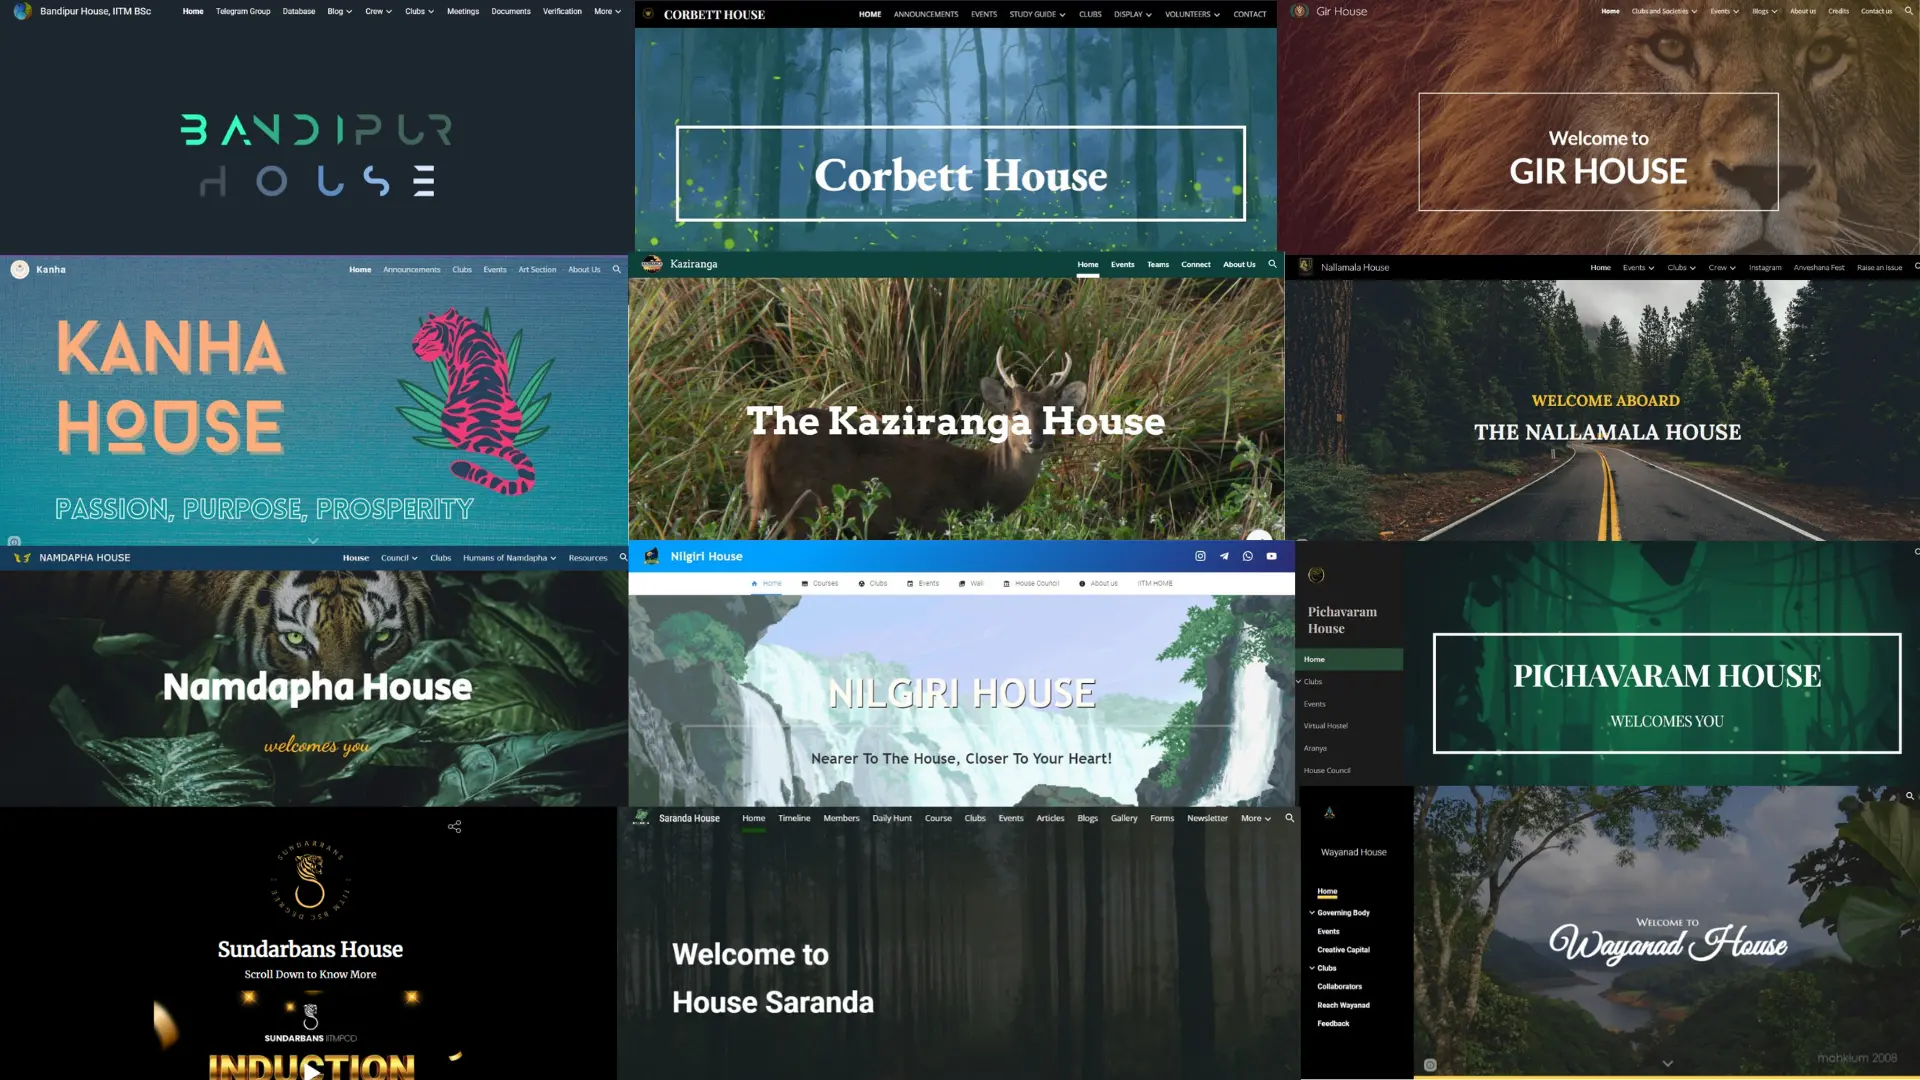 Bandipur House, IITM BSc
Home Telegram Group Database Blog Crew Clubs Meetings Documents Verification More
BANDIPUR
HOUSE
CORBETT HOUSE
HOME ANNOUNCEMENTS EVENTS STUDY GUIDE CLUBS DISPLAY VOLUNTEERS CONTACT
Corbett House
Gir House
Home Clubs and Societies Events Blogs About us Credits Contact us
Welcome to
GIR HOUSE
Kanha
Home Announcements Clubs Events Art Section About Us
KANHA
HOUSE
PASSION, PURPOSE, PROSPERITY
Kaziranga
Home Events Teams Connect About Us
The Kaziranga House
Nallamala House
Home Events Clubs Crew Instagram Anveshana Fest Raise an Issue
WELCOME ABOARD
THE NALLAMALA HOUSE
NAMDAPHA HOUSE
House Council Clubs Humans of Namdapha Resources
Namdapha House
welcomes you
Nilgiri House
Home Courses Clubs Events Wall House Council About us IITM HOME
NILGIRI HOUSE
Nearer To The House, Closer To Your Heart!
Pichavaram
House
Home
Clubs
Events
Virtual Hostel
Aranya
House Council
PICHAVARAM HOUSE
WELCOMES YOU
SUNDARBANS
IITM BSC DEGREE
Sundarbans House
Scroll Down to Know More
SUNDARBANS IITMPOD
INDUCTION
Saranda House
Home Timeline Members Daily Hunt Course Clubs Events Articles Blogs Gallery Forms Newsletter More
Welcome to
House Saranda
Wayanad House
Home
Governing Body
Events
Creative Capital
Clubs
Collaborators
Reach Wayanad
Feedback
WELCOME TO
Wayanad House
mohklum 2008